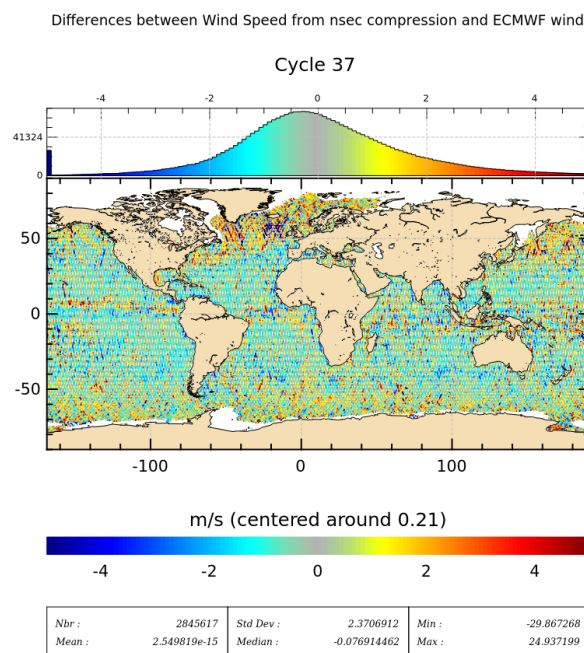 Differences between Wind Speed from nsec compression and ECMWF wind
Cycle 37
-4 -2 0 2 4
41324
0
50
0
-50
-100 0 100
m/s (centered around 0.21)
-4 -2 0 2 4
Nbr : 2845617 Std Dev : 2.3706912 Min : -29.867268
Mean : 2.549819e-15 Median : -0.076914462 Max : 24.937199